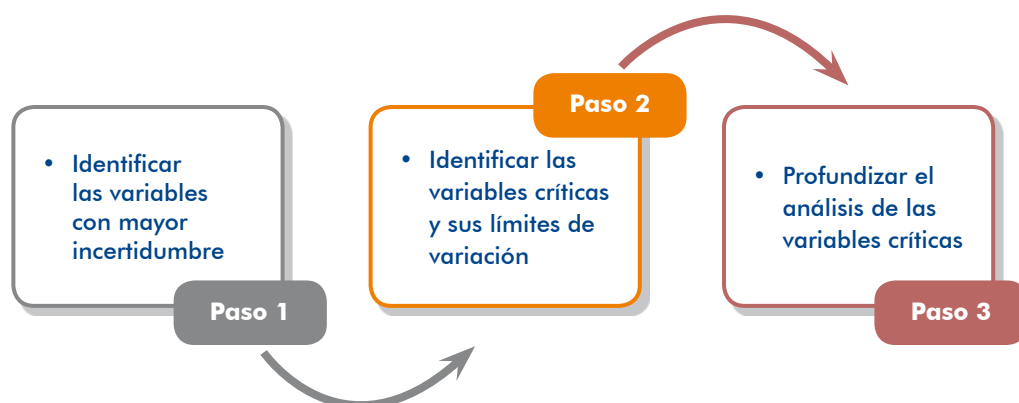 • Identificar
las variables
con mayor
incertidumbre
Paso 1
Paso 2
• Identificar las
variables críticas
y sus límites de
variación
• Profundizar el
análisis de las
variables críticas
Paso 3